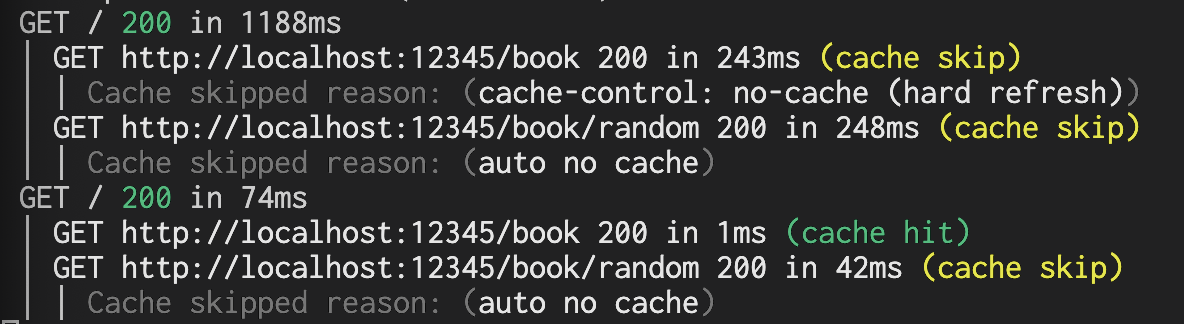 GET / 200 in 1188ms
GET http://localhost:12345/book 200 in 243ms (cache skip)
Cache skipped reason: (cache-control: no-cache (hard refresh))
GET http://localhost:12345/book/random 200 in 248ms (cache skip)
Cache skipped reason: (auto no cache)
GET / 200 in 74ms
GET http://localhost:12345/book 200 in 1ms (cache hit)
GET http://localhost:12345/book/random 200 in 42ms (cache skip)
Cache skipped reason: (auto no cache)